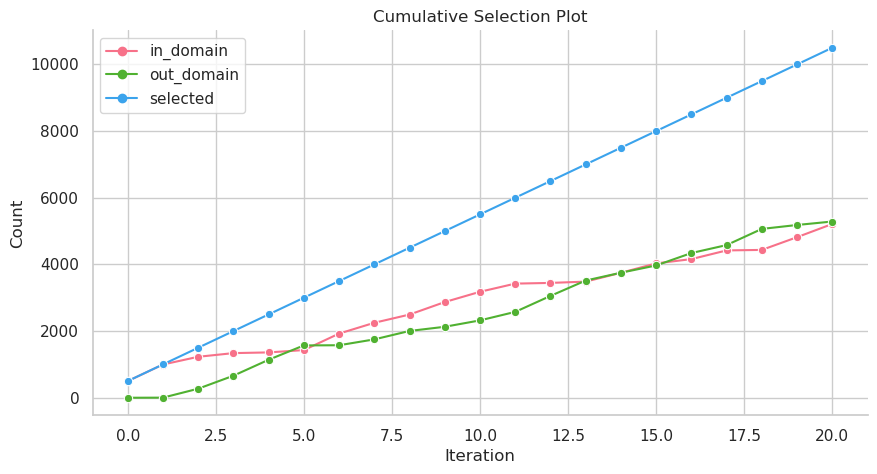 Cumulative Selection Plot
in_domain
out_domain
selected
Count
10000
8000
6000
4000
2000
0
0.0 2.5 5.0 7.5 10.0 12.5 15.0 17.5 20.0
Iteration